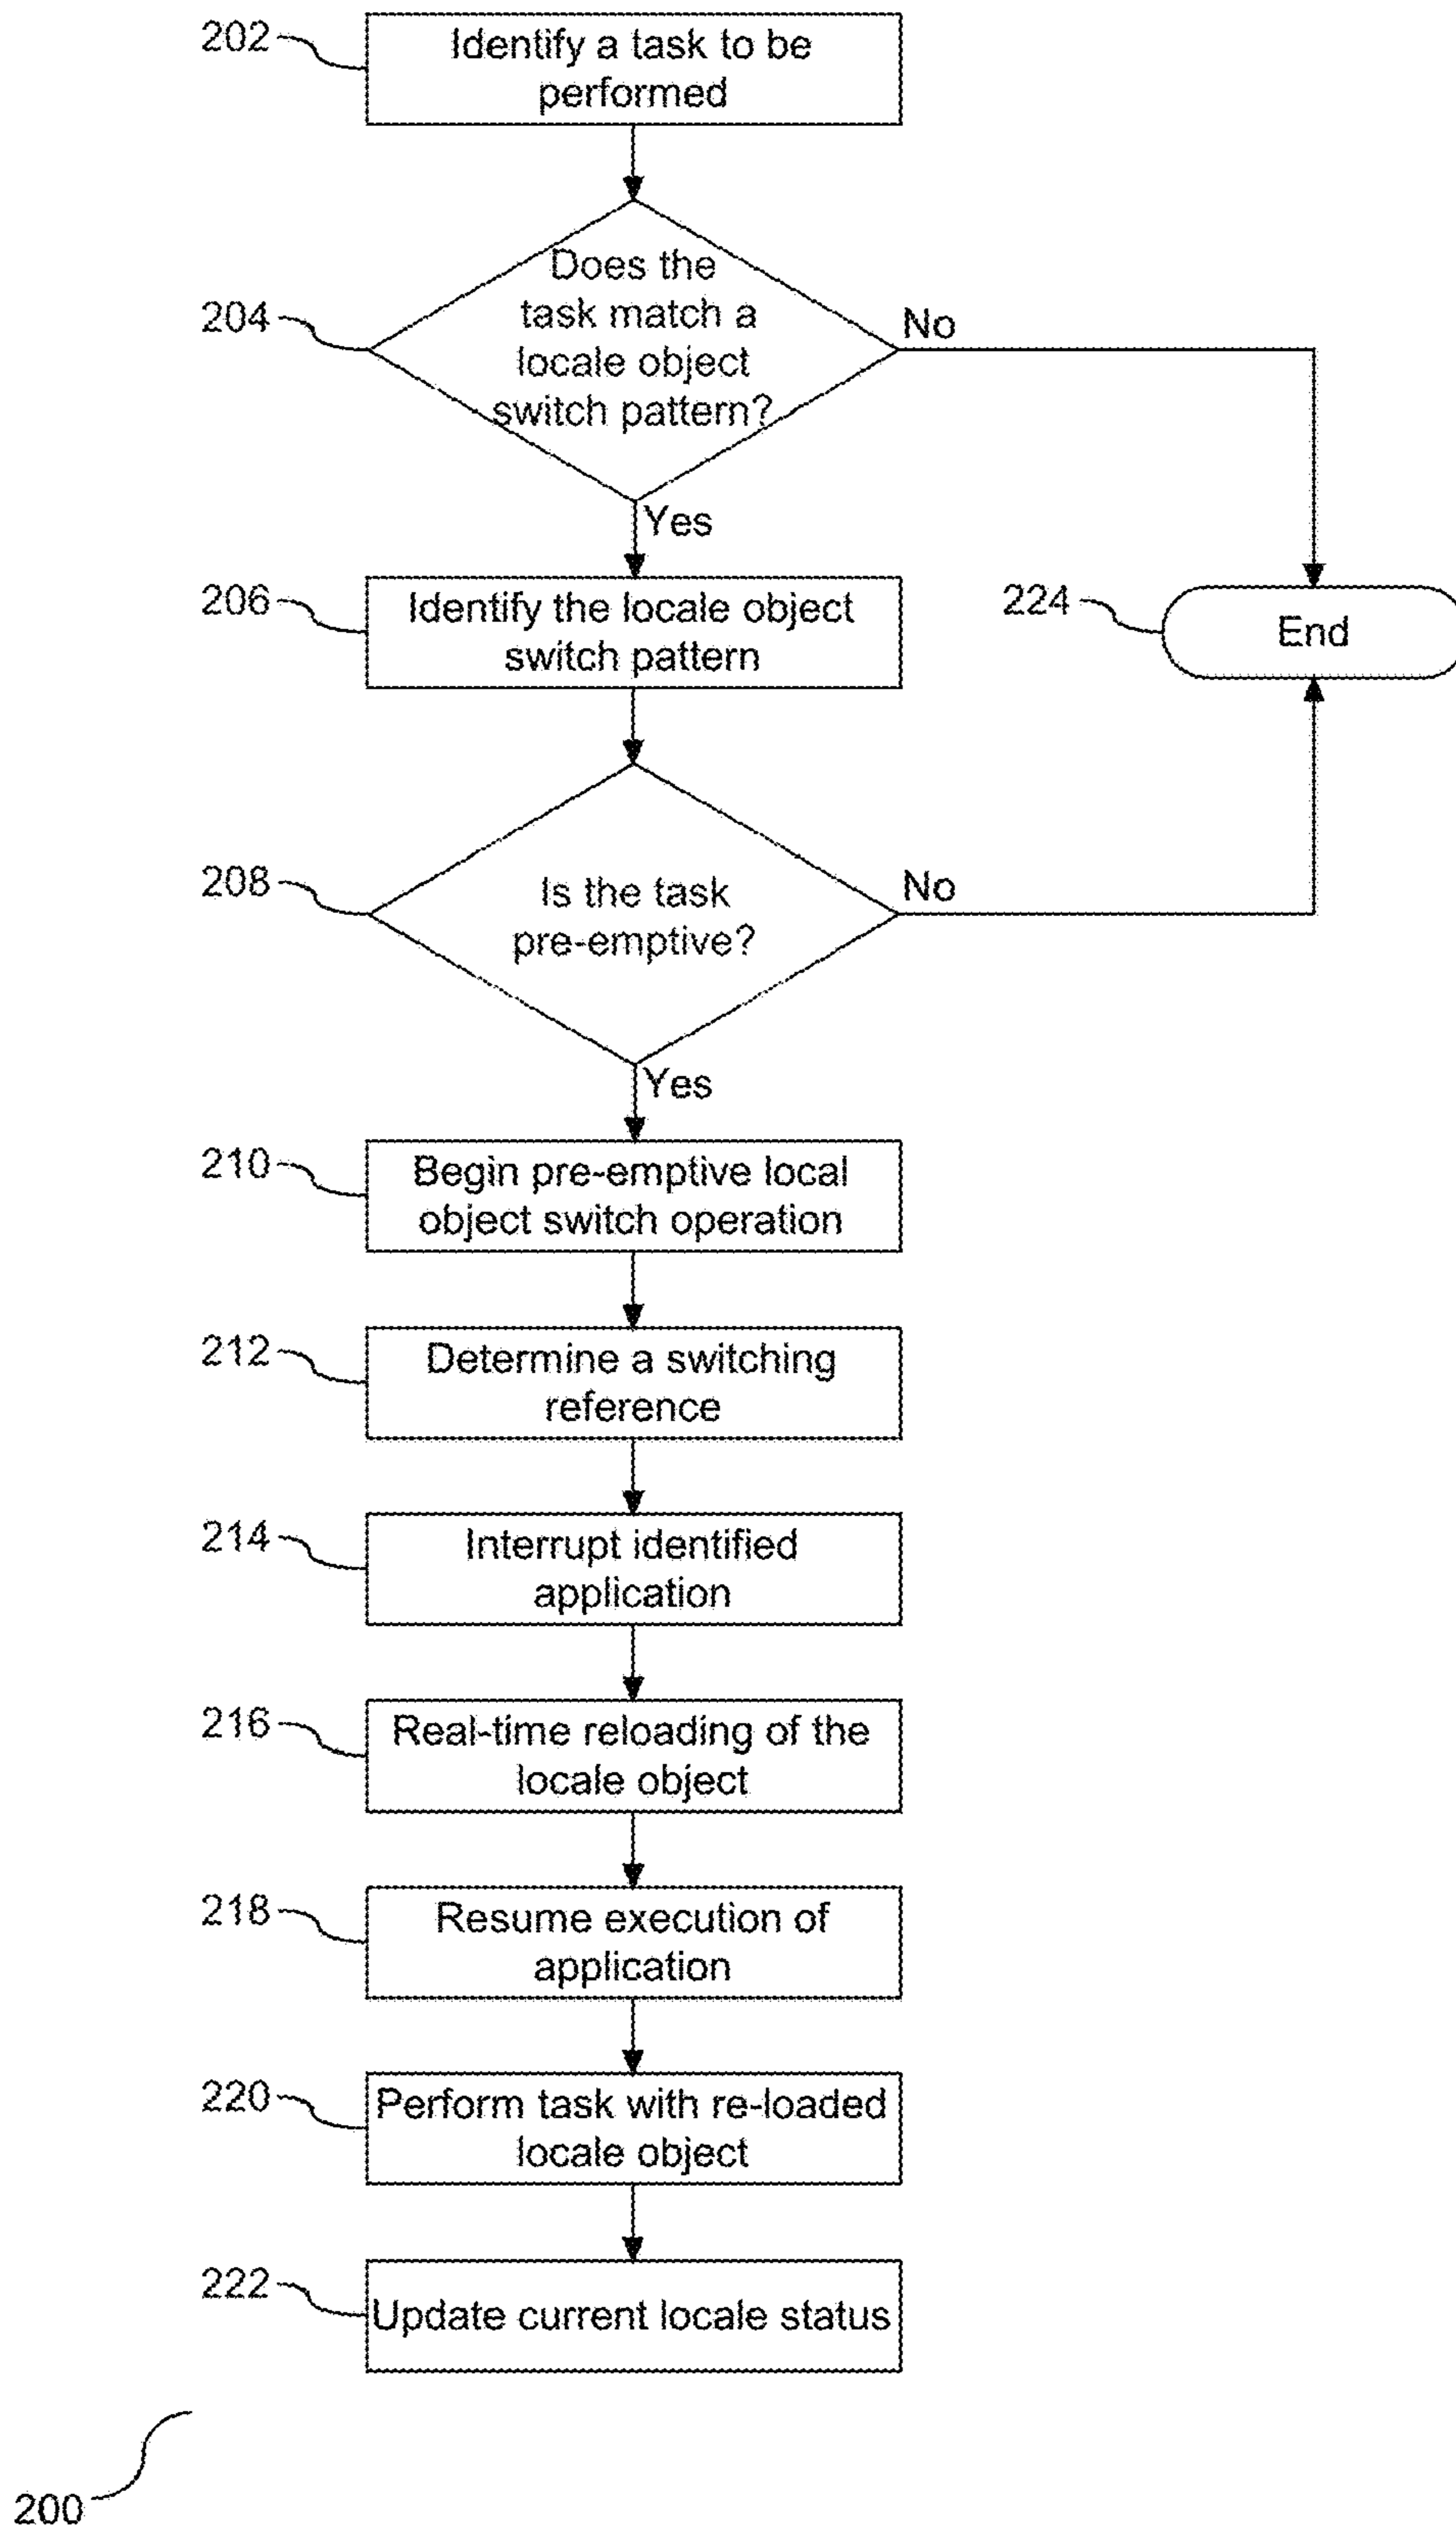 202
Identify a task to be
performed
204
Does the
task match a
locale object
switch pattern?
No
Yes
206
Identify the locale object
switch pattern
224
End
208
Is the task
pre-emptive?
No
Yes
210
Begin pre-emptive local
object switch operation
212
Determine a switching
reference
214
Interrupt identified
application
216
Real-time reloading of the
locale object
218
Resume execution of
application
220
Perform task with re-loaded
locale object
222
Update current locale status
200